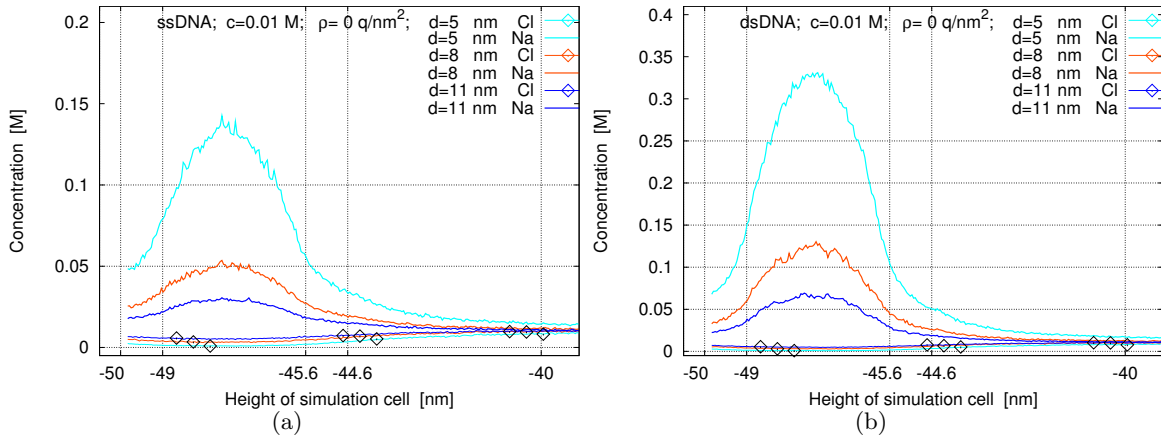 ssDNA; c=0.01 M; ρ= 0 q/nm²;
d=5 nm Cl
d=5 nm Na
d=8 nm Cl
d=8 nm Na
d=11 nm Cl
d=11 nm Na
0.2
0.15
0.1
0.05
0
Concentration [M]
-50 -49 -45.6 -44.6 -40
Height of simulation cell [nm]
(a)
dsDNA; c=0.01 M; ρ= 0 q/nm²;
d=5 nm Cl
d=5 nm Na
d=8 nm Cl
d=8 nm Na
d=11 nm Cl
d=11 nm Na
0.4
0.35
0.3
0.25
0.2
0.15
0.1
0.05
0
Concentration [M]
-50 -49 -45.6 -44.6 -40
Height of simulation cell [nm]
(b)